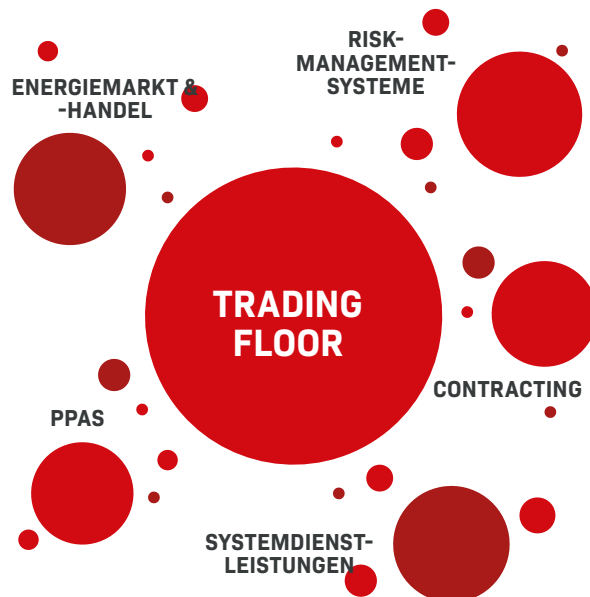 RISK-
MANAGEMENT-
SYSTEME
ENERGIEMARKT &
-HANDEL
TRADING
FLOOR
CONTRACTING
PPAS
SYSTEMDIENST-
LEISTUNGEN